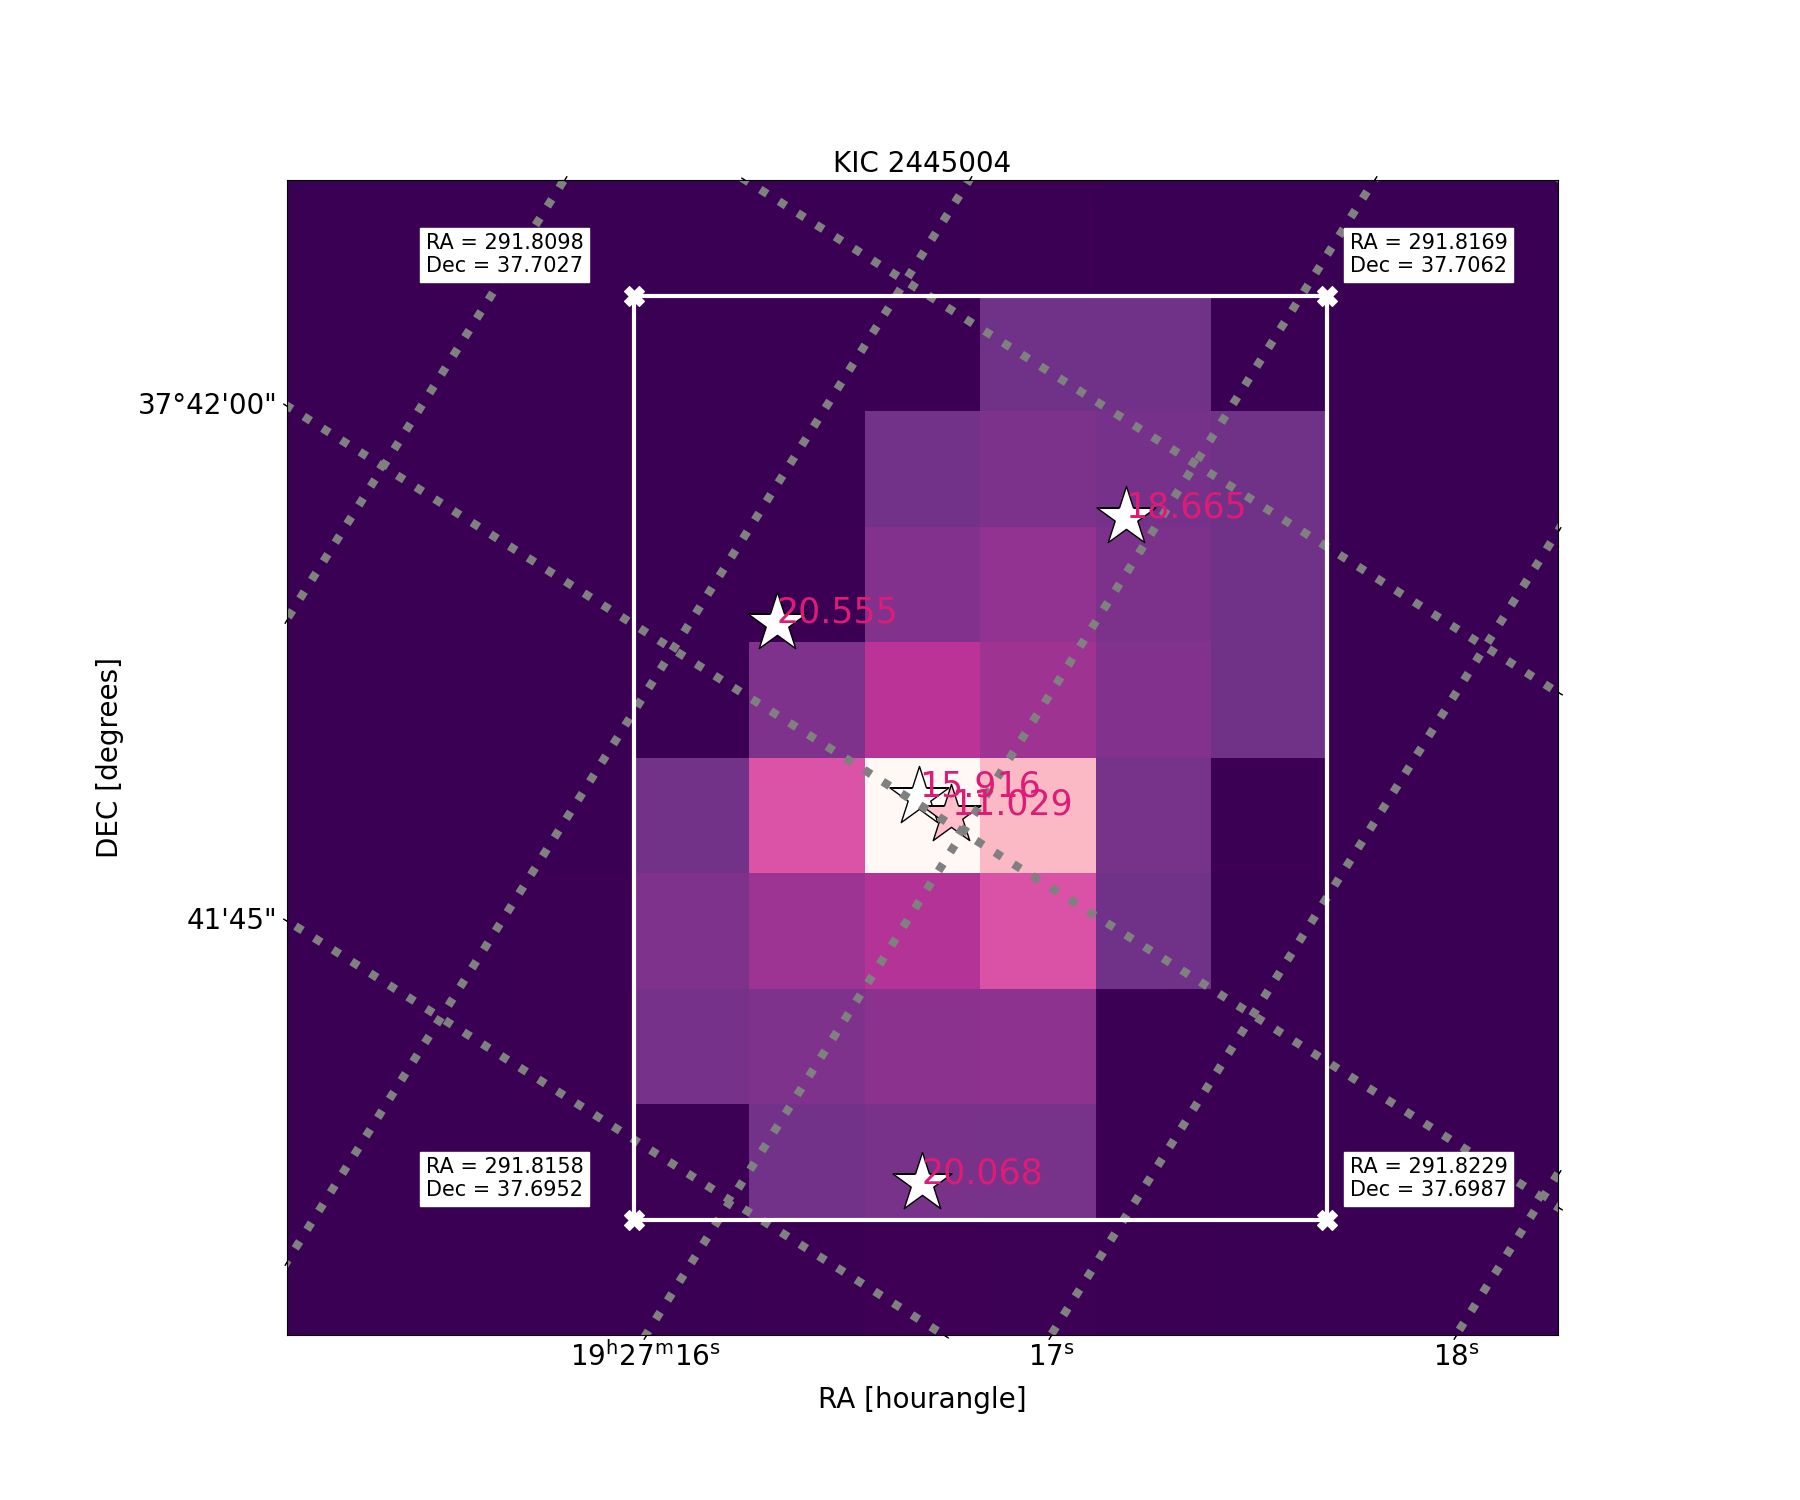 KIC 2445004
RA = 291.8098
Dec = 37.7027
RA = 291.8169
Dec = 37.7062
37°42'00"
18.665
20.555
15.916
11.029
41'45"
DEC [degrees]
20.068
RA = 291.8158
Dec = 37.6952
RA = 291.8229
Dec = 37.6987
19h27m16s
17s
18s
RA [hourangle]